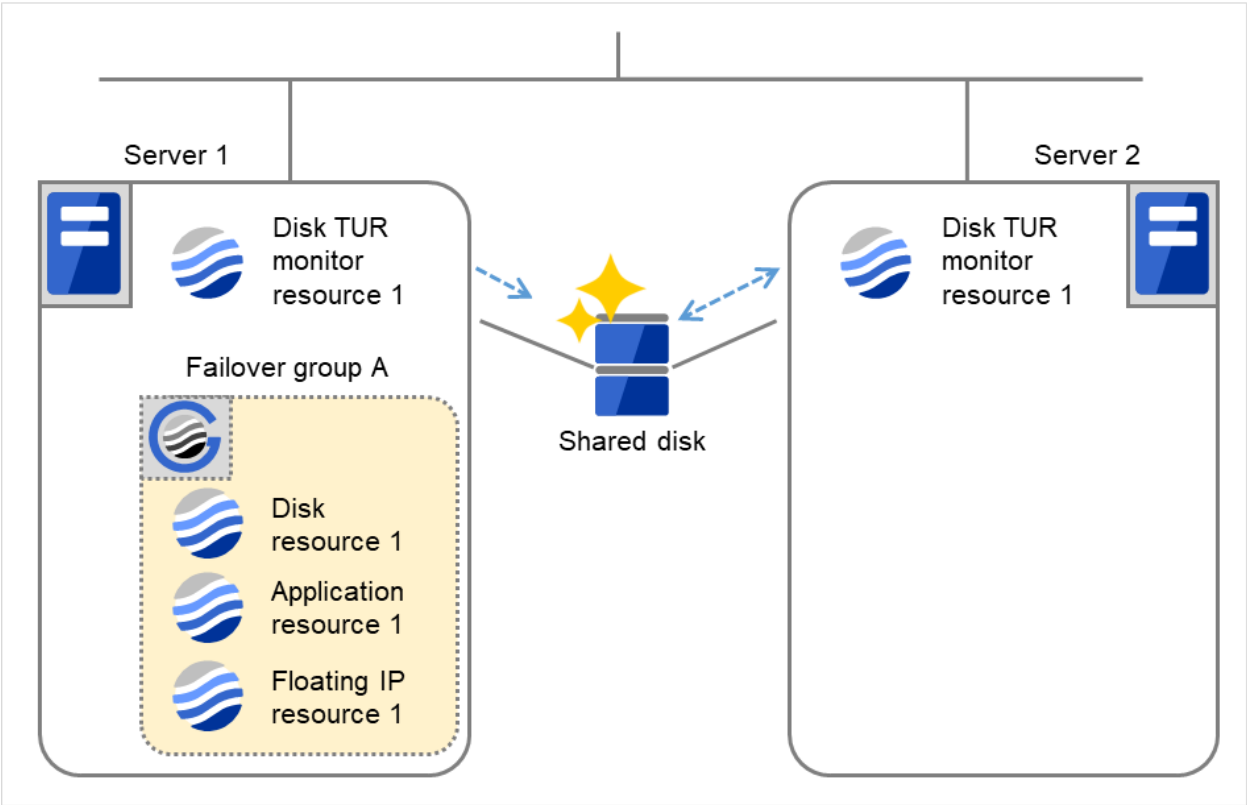 Server 1
Server 2
Disk TUR
monitor
resource 1
Disk TUR
monitor
resource 1
Failover group A
Shared disk
Disk
resource 1
Application
resource 1
Floating IP
resource 1